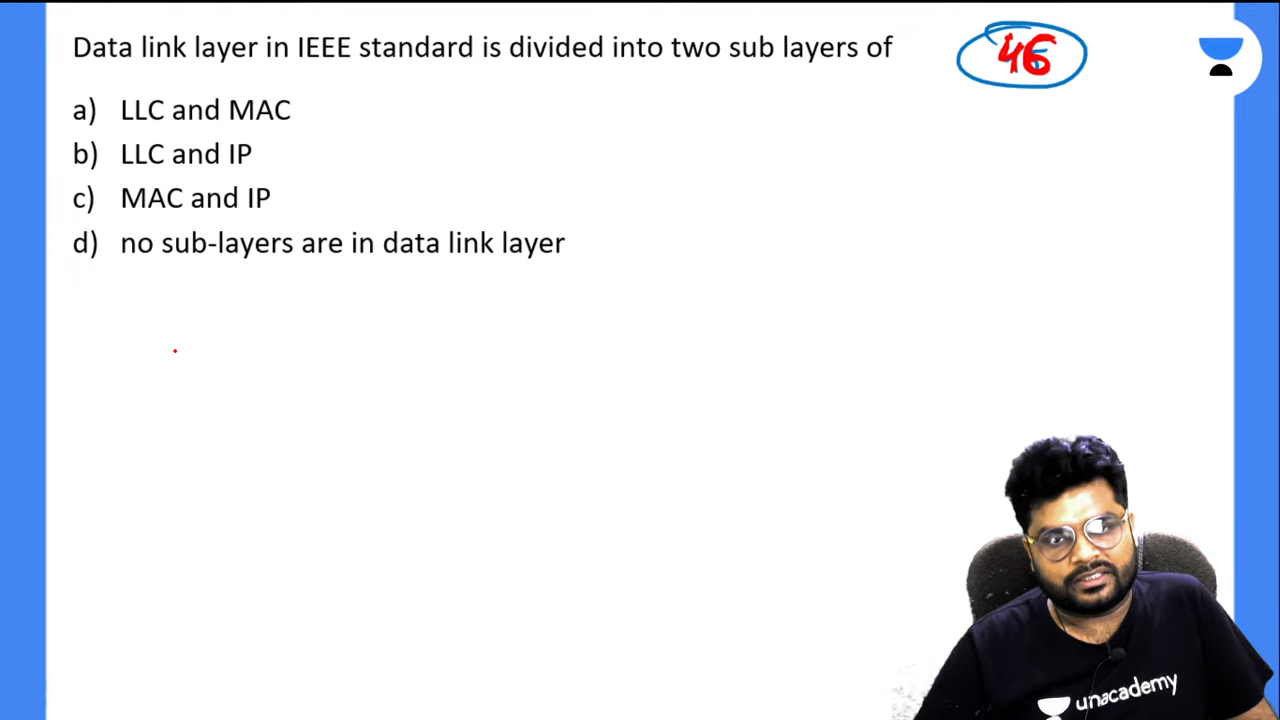 Data link layer in IEEE standard is divided into two sub layers of
46
a) LLC and MAC
b) LLC and IP
c) MAC and IP
d) no sub-layers are in data link layer
unacademy